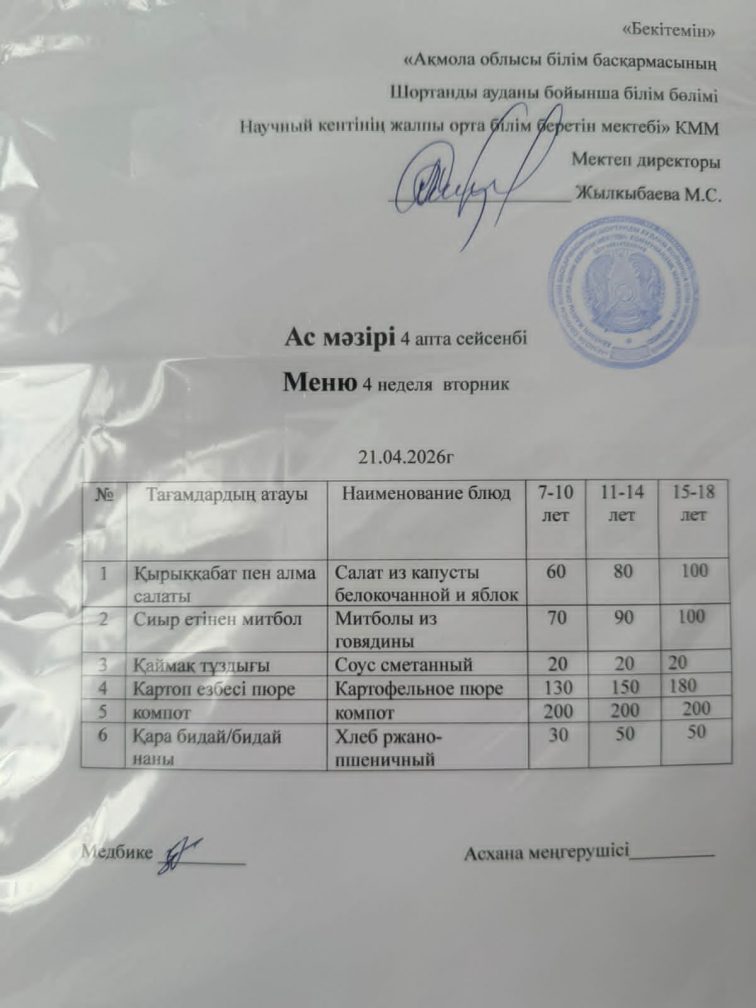 «Бекітемін»
«Ақмола облысы білім басқармасының
Шортанды ауданы бойынша білім бөлімі
Научный кентінің жалпы орта білім беретін мектебі» КММ
Мектеп директоры
Жылкыбаева М.С.
Ас мәзірі 4 апта сейсенбі
Меню 4 неделя вторник
21.04.2026г
№ Тағамдардың атауы Наименование блюд 7-10 11-14 15-18
лет лет лет
1 Қырыққабат пен алма Салат из капусты 60 80 100
салаты белокочанной и яблок
2 Сиыр етінен митбол Митболы из 70 90 100
говядины
3 Қаймақ тұздығы Соус сметанный 20 20 20
4 Картоп езбесі пюре Картофельное пюре 130 150 180
5 компот компот 200 200 200
6 Қара бидай/бидай Хлеб ржано- 30 50 50
наны пшеничный
Медбике Асхана меңгерушісі